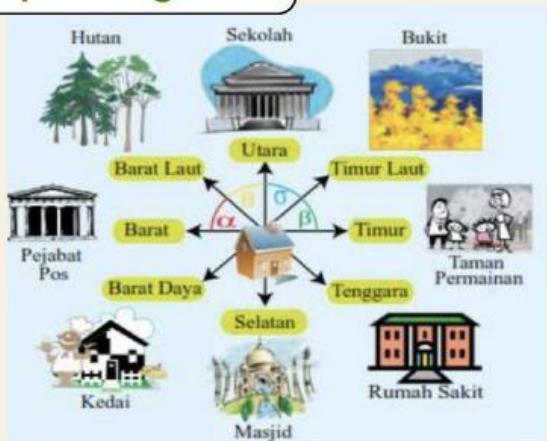 Hutan
Sekolah
Bukit
Utara
Barat Laut
Timur Laut
θ
σ
α
β
Barat
Timur
Pejabat
Pos
Taman
Permainan
Barat Daya
Tenggara
Selatan
Kedai
Rumah Sakit
Masjid